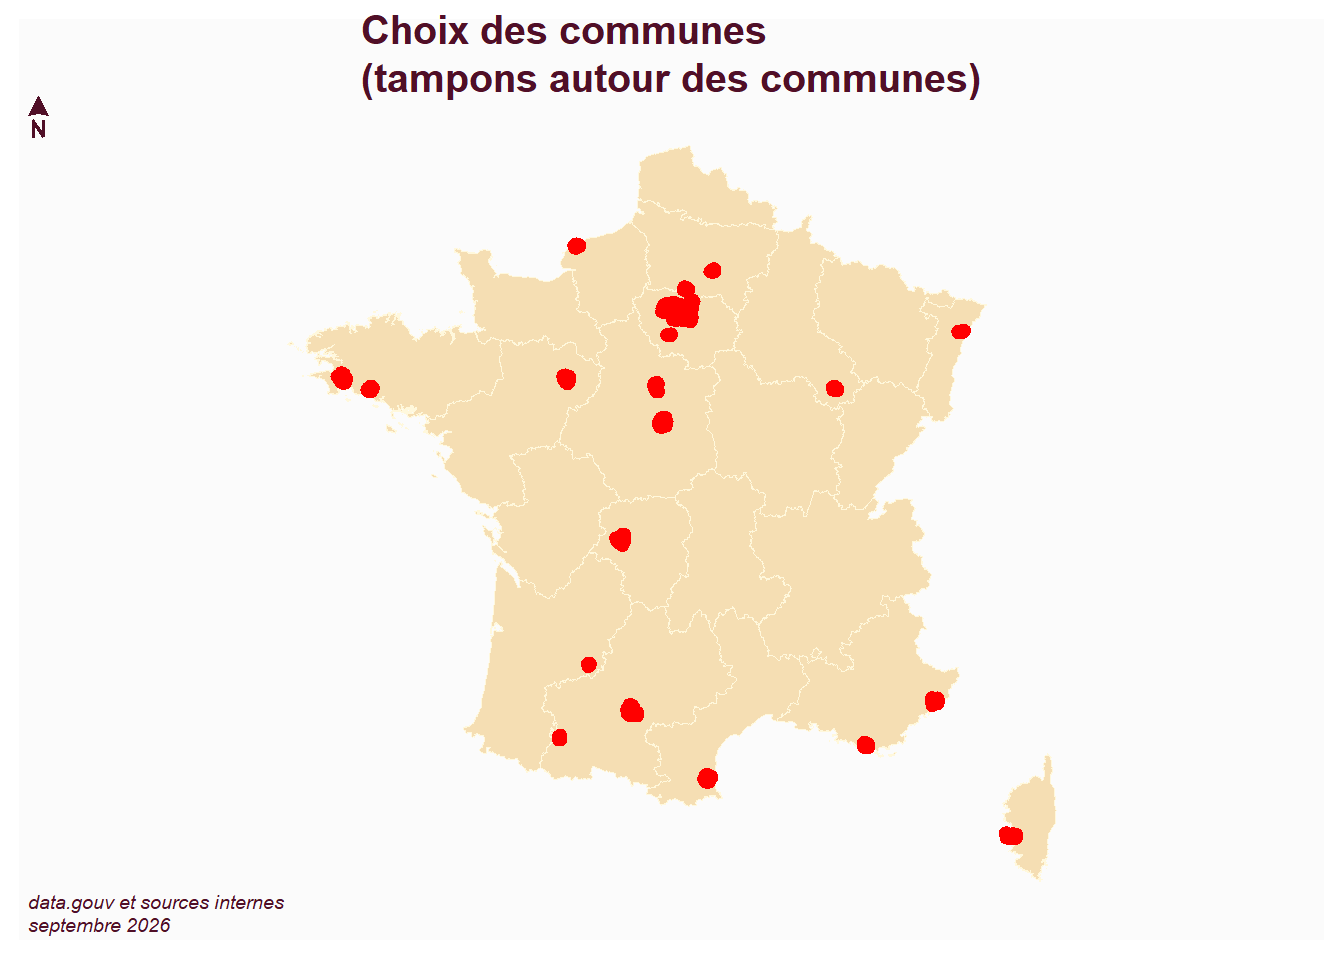 Choix des communes
(tampons autour des communes)
N
data.gouv et sources internes
septembre 2026